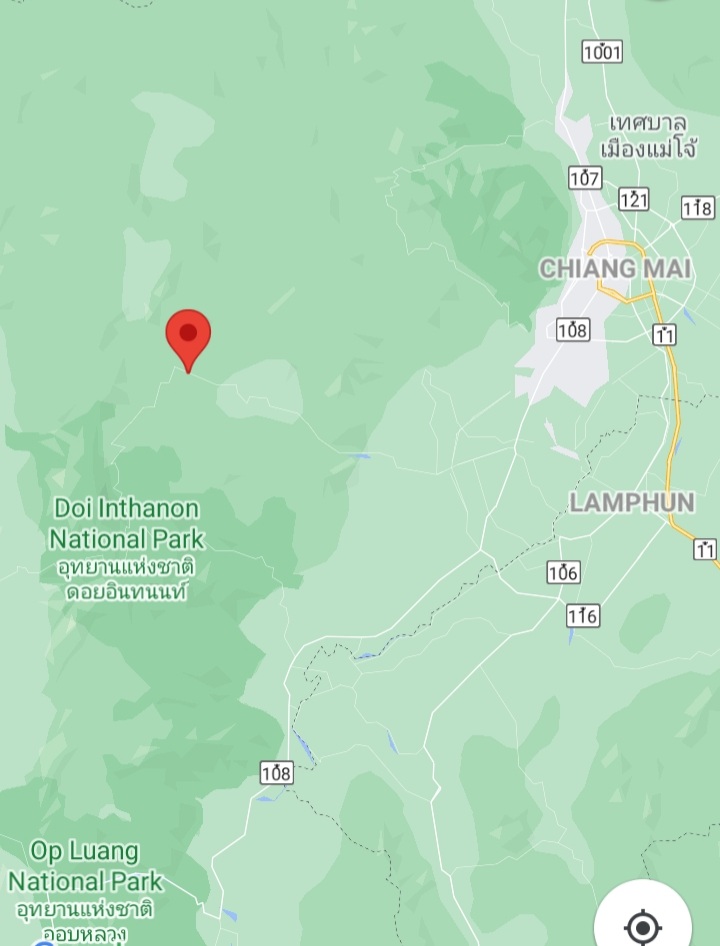 1001
เทศบาล
เมืองแม่โจ้
107
121
118
CHIANG MAI
108
11
Doi Inthanon
National Park
อุทยานแห่งชาติ
ดอยอินทนนท์
LAMPHUN
11
106
116
108
Op Luang
National Park
อุทยานแห่งชาติ
ออบหลวง